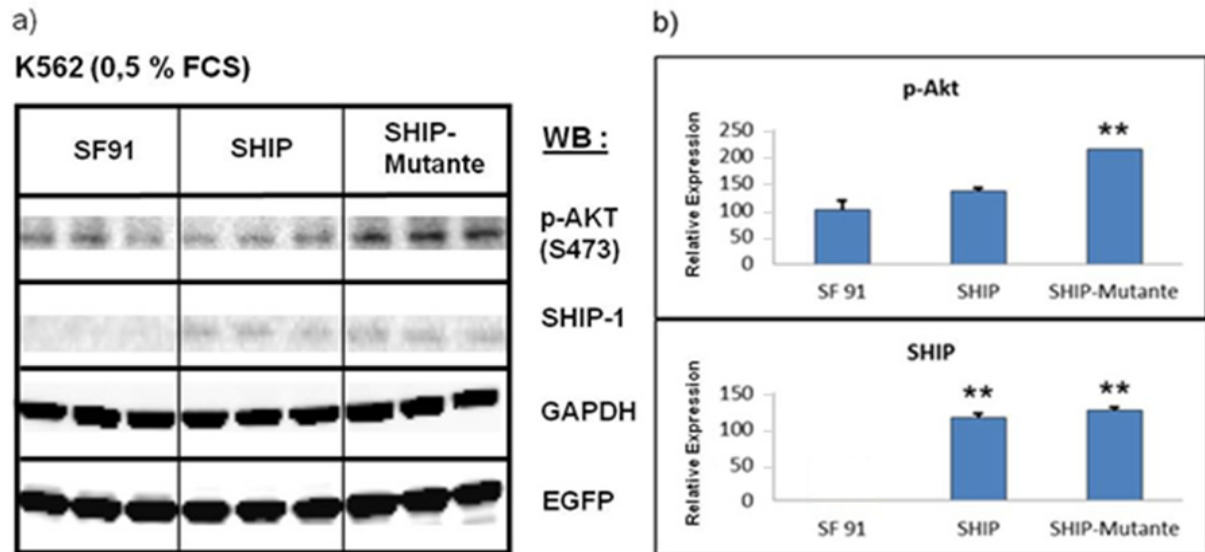 a)
K562 (0,5 % FCS)
SF91
SHIP
SHIP-
Mutante
WB :
p-AKT
(S473)
SHIP-1
GAPDH
EGFP
b)
p-Akt
Relative Expression
250
200
150
100
50
0
**
SF 91
SHIP
SHIP-Mutante
SHIP
Relative Expression
150
100
50
0
**
**
SF 91
SHIP
SHIP-Mutante